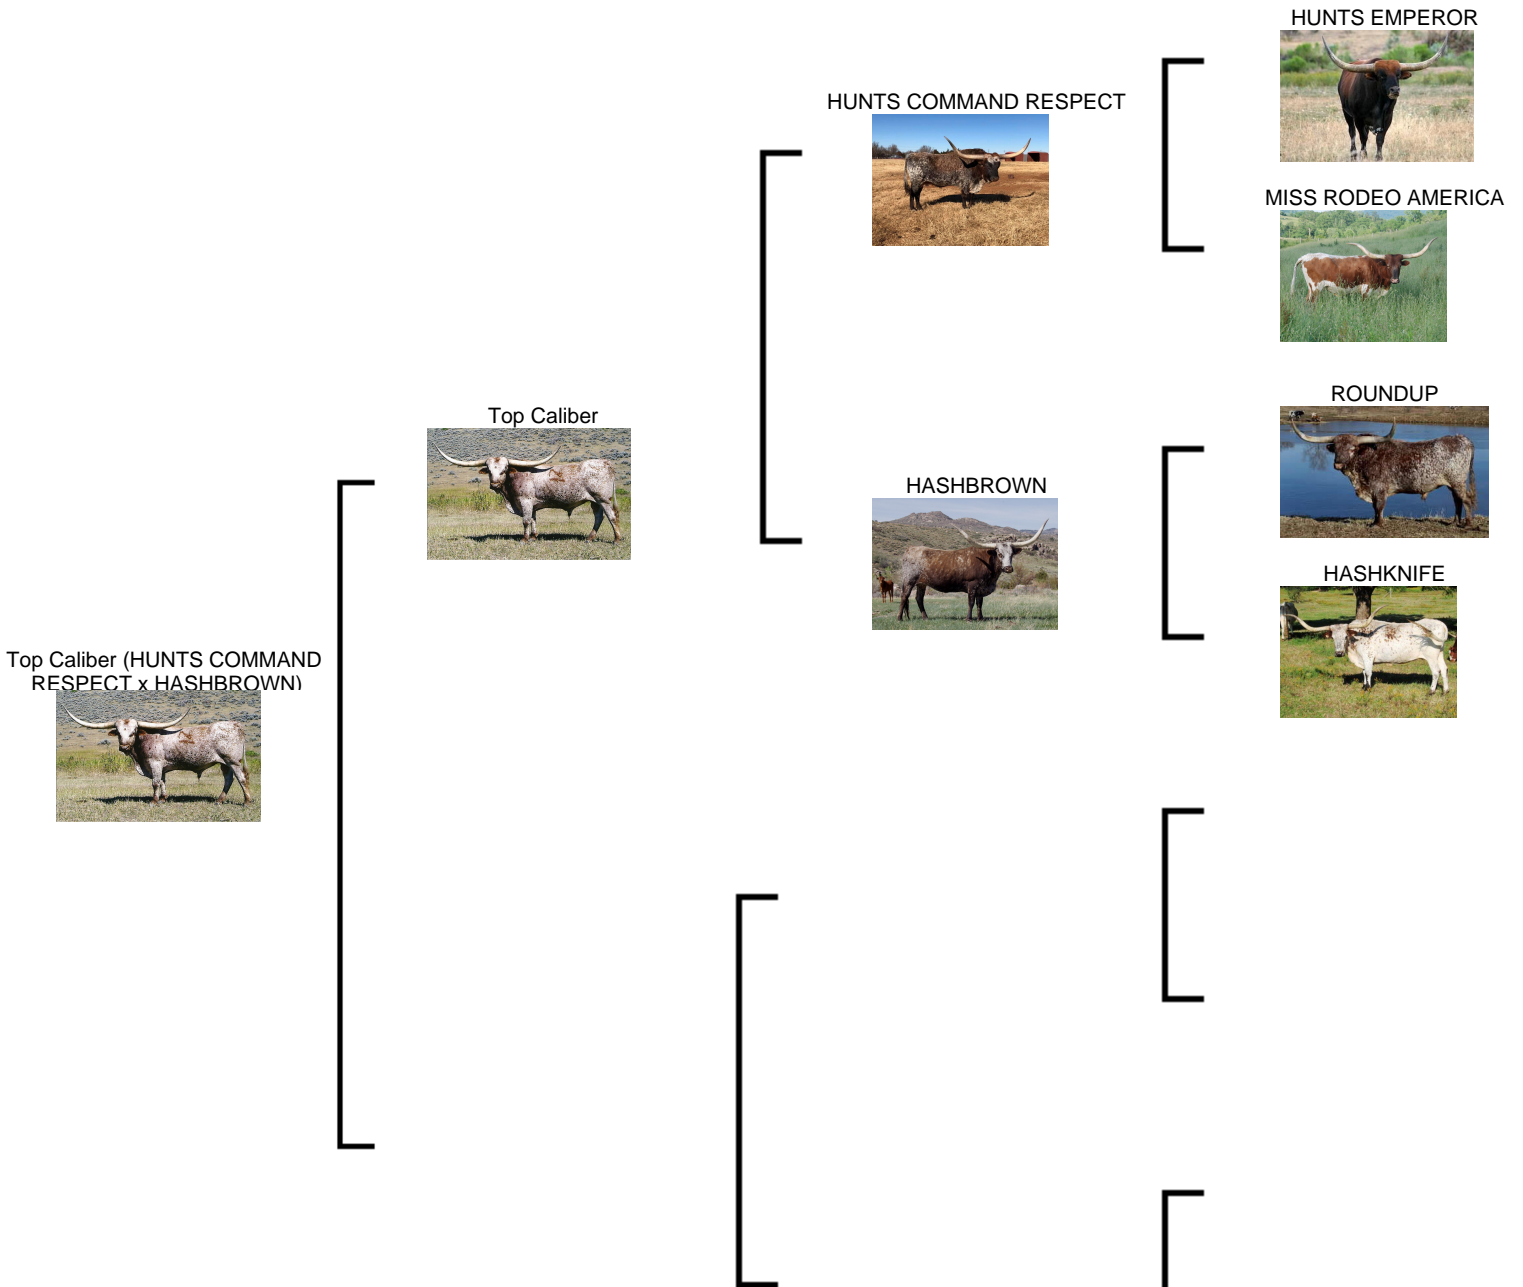 HUNTS EMPEROR
HUNTS COMMAND RESPECT
MISS RODEO AMERICA
ROUNDUP
Top Caliber
HASHBROWN
HASHKNIFE
Top Caliber (HUNTS COMMAND
RESPECT x HASHBROWN)